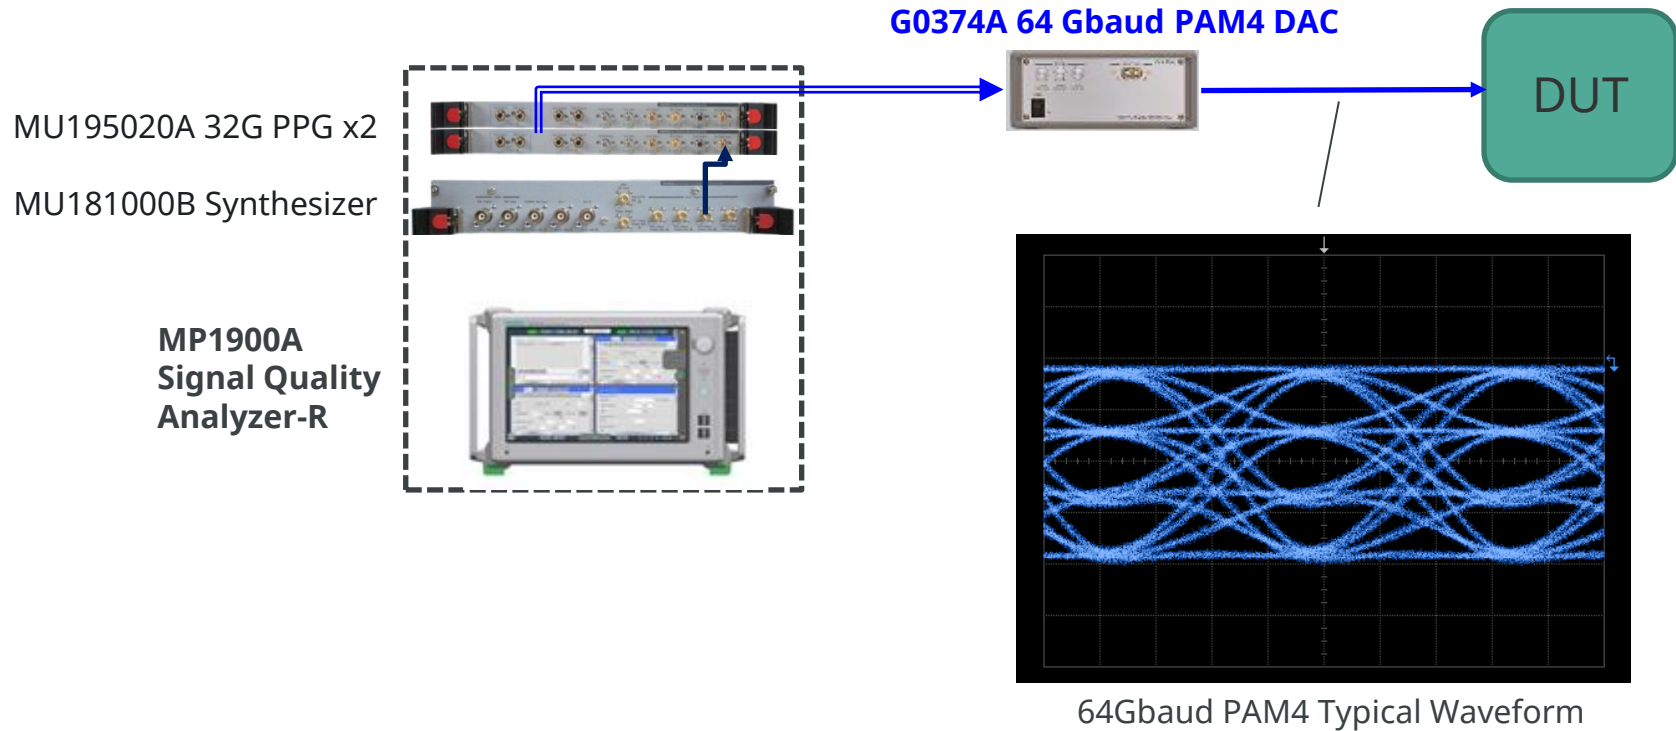 G0374A 64 Gbaud PAM4 DAC
DUT
MU195020A 32G PPG x2
MU181000B Synthesizer
MP1900A
Signal Quality
Analyzer-R
64Gbaud PAM4 Typical Waveform